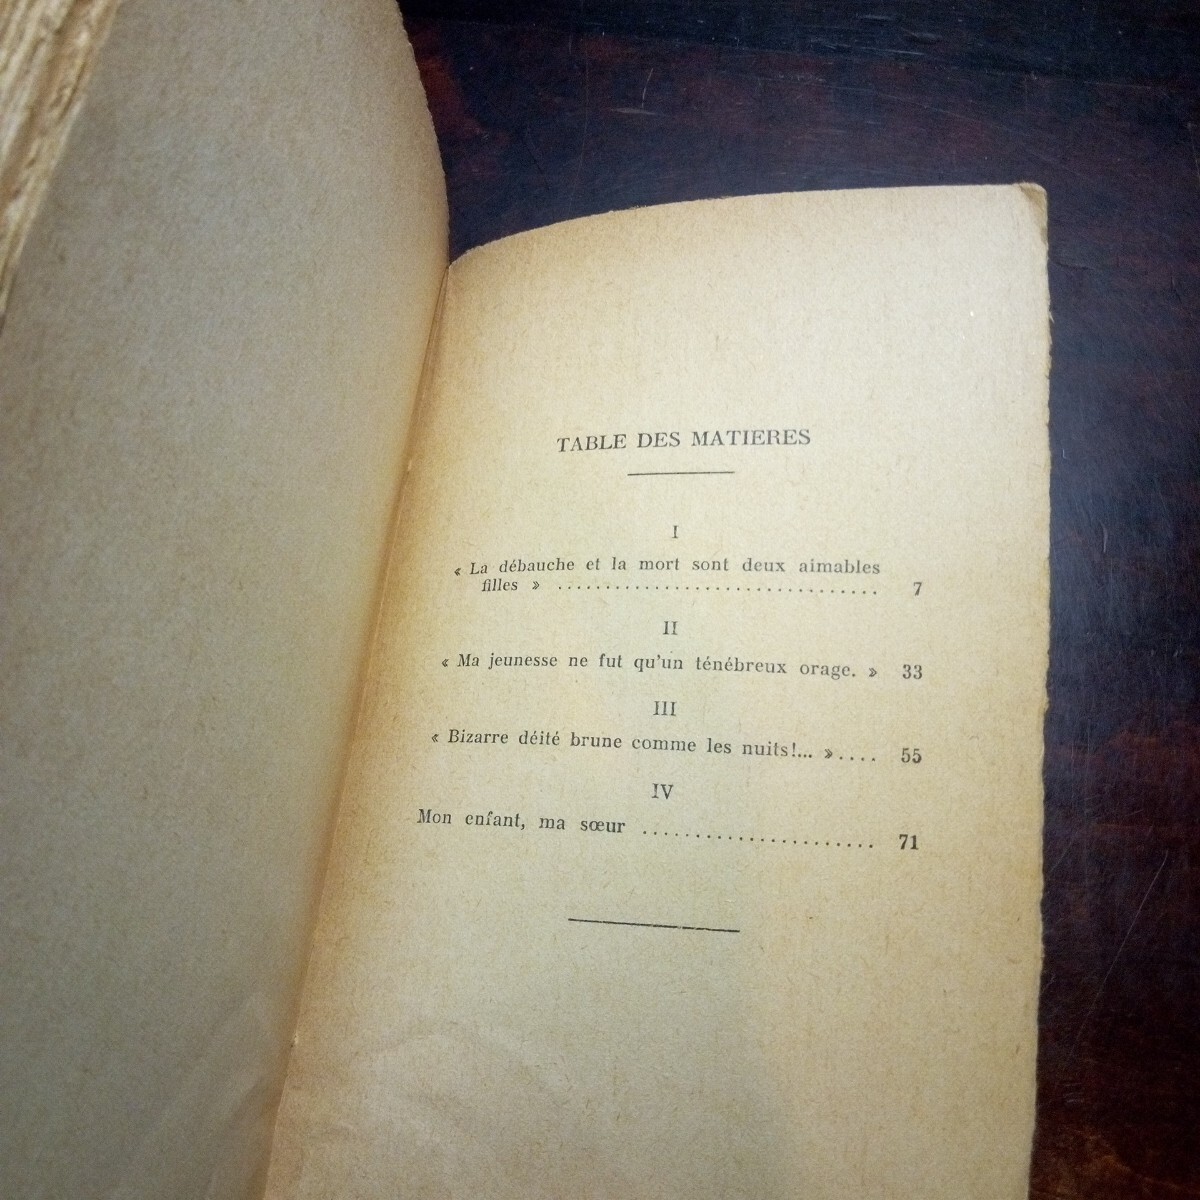 TABLE DES MATIERES
I
« La débauche et la mort sont deux aimables
filles » ................................ 7
II
« Ma jeunesse ne fut qu'un ténébreux orage. » 33
III
« Bizarre déité brune comme les nuits!... ».... 55
IV
Mon enfant, ma sœur ...................... 71